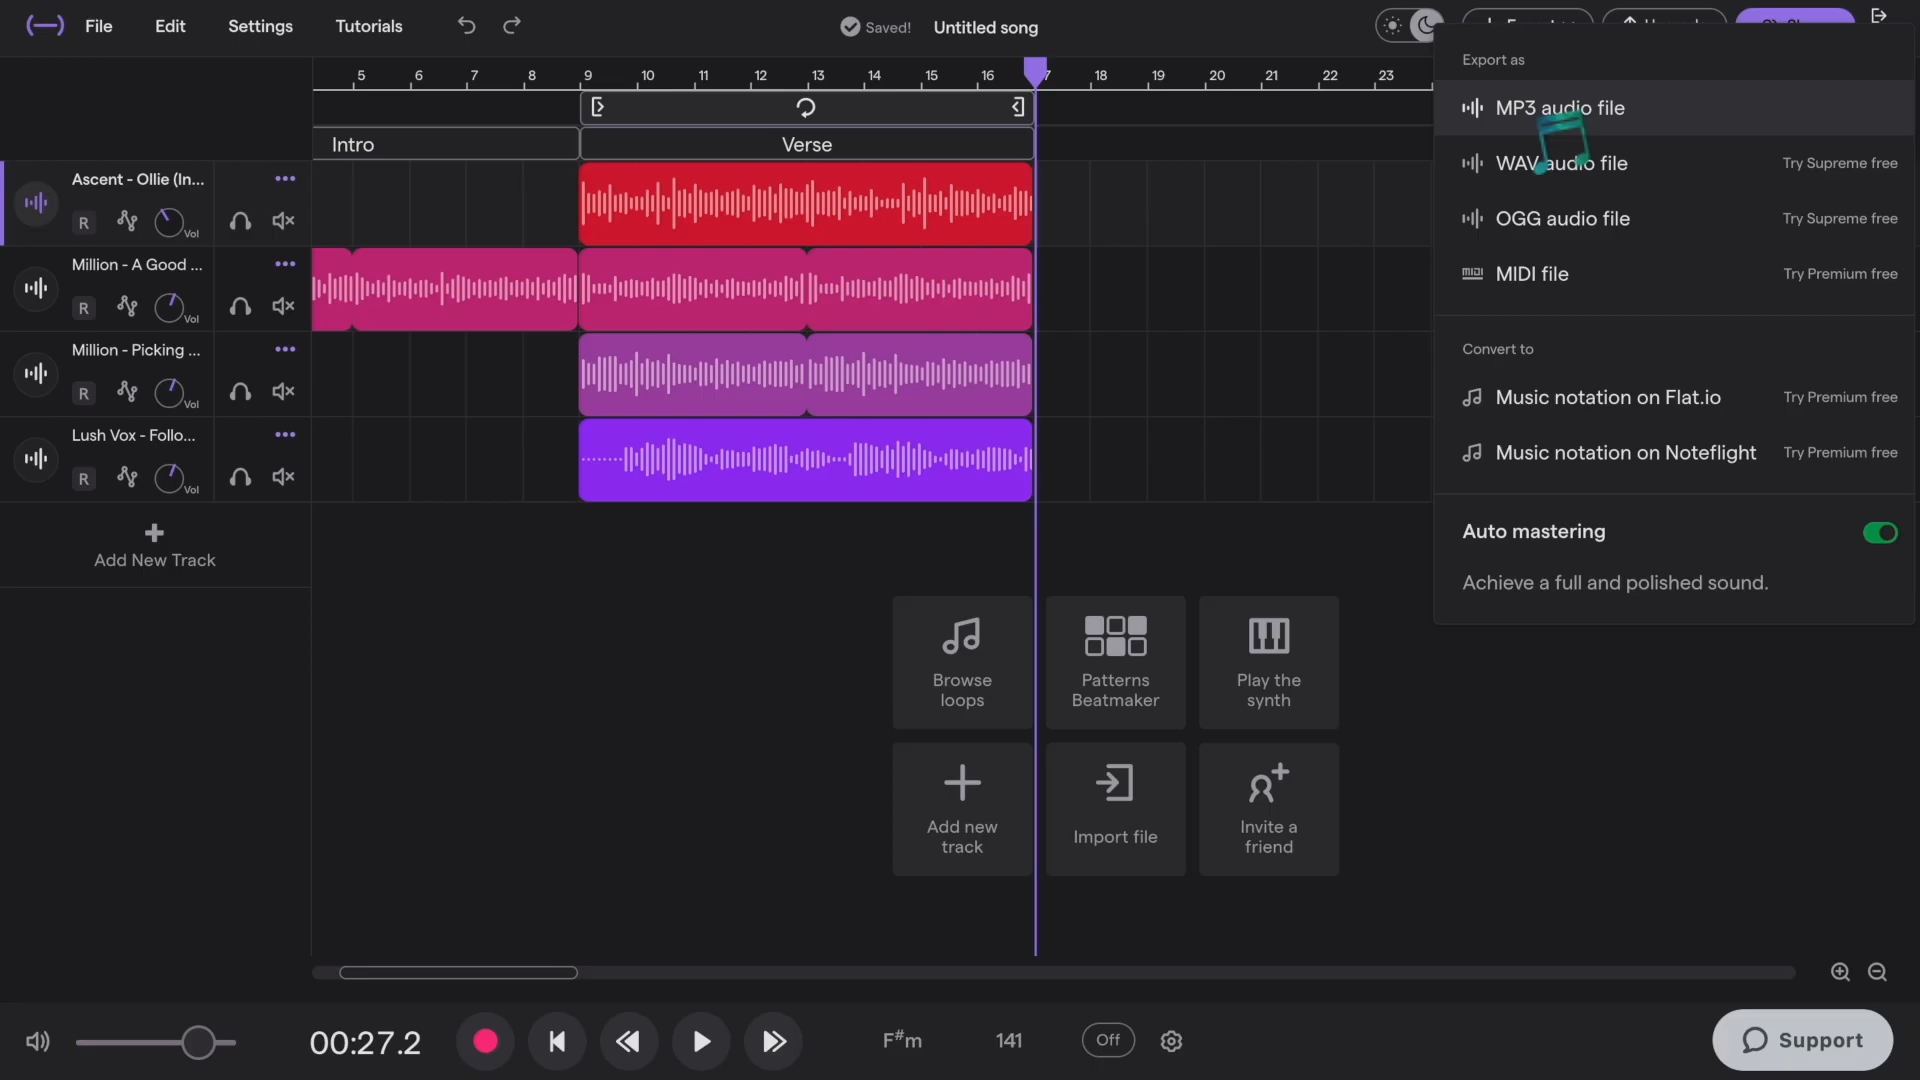 File Edit Settings Tutorials Saved! Untitled song
Export as
MP3 audio file
WAV audio file Try Supreme free
OGG audio file Try Supreme free
MIDI file Try Premium free
Convert to
Music notation on Flat.io Try Premium free
Music notation on Noteflight Try Premium free
Auto mastering
Achieve a full and polished sound.
5 6 7 8 9 10 11 12 13 14 15 16 18 19 20 21 22 23
Intro Verse
Ascent - Ollie (In...
R Vol
Million - A Good ...
R Vol
Million - Picking ...
R Vol
Lush Vox - Follo...
R Vol
Add New Track
Browse
loops
Patterns
Beatmaker
Play the
synth
Add new
track
Import file
Invite a
friend
00:27.2 F#m 141 Off Support